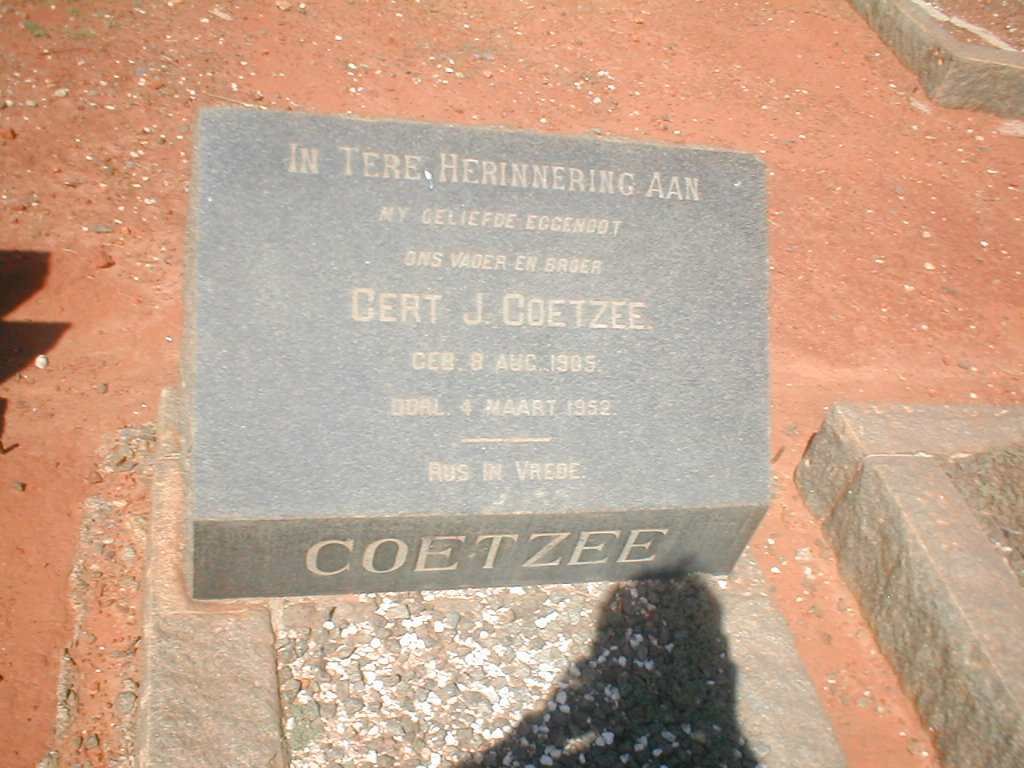 IN TERE HERINNERING AAN
MY GELIEFDE EGGENOOT
ONS VADER EN BROER
GERT J. COETZEE.
GEB. 8 AUG. 1905.
OORL. 4 MAART 1952.
RUS IN VREDE.
COETZEE